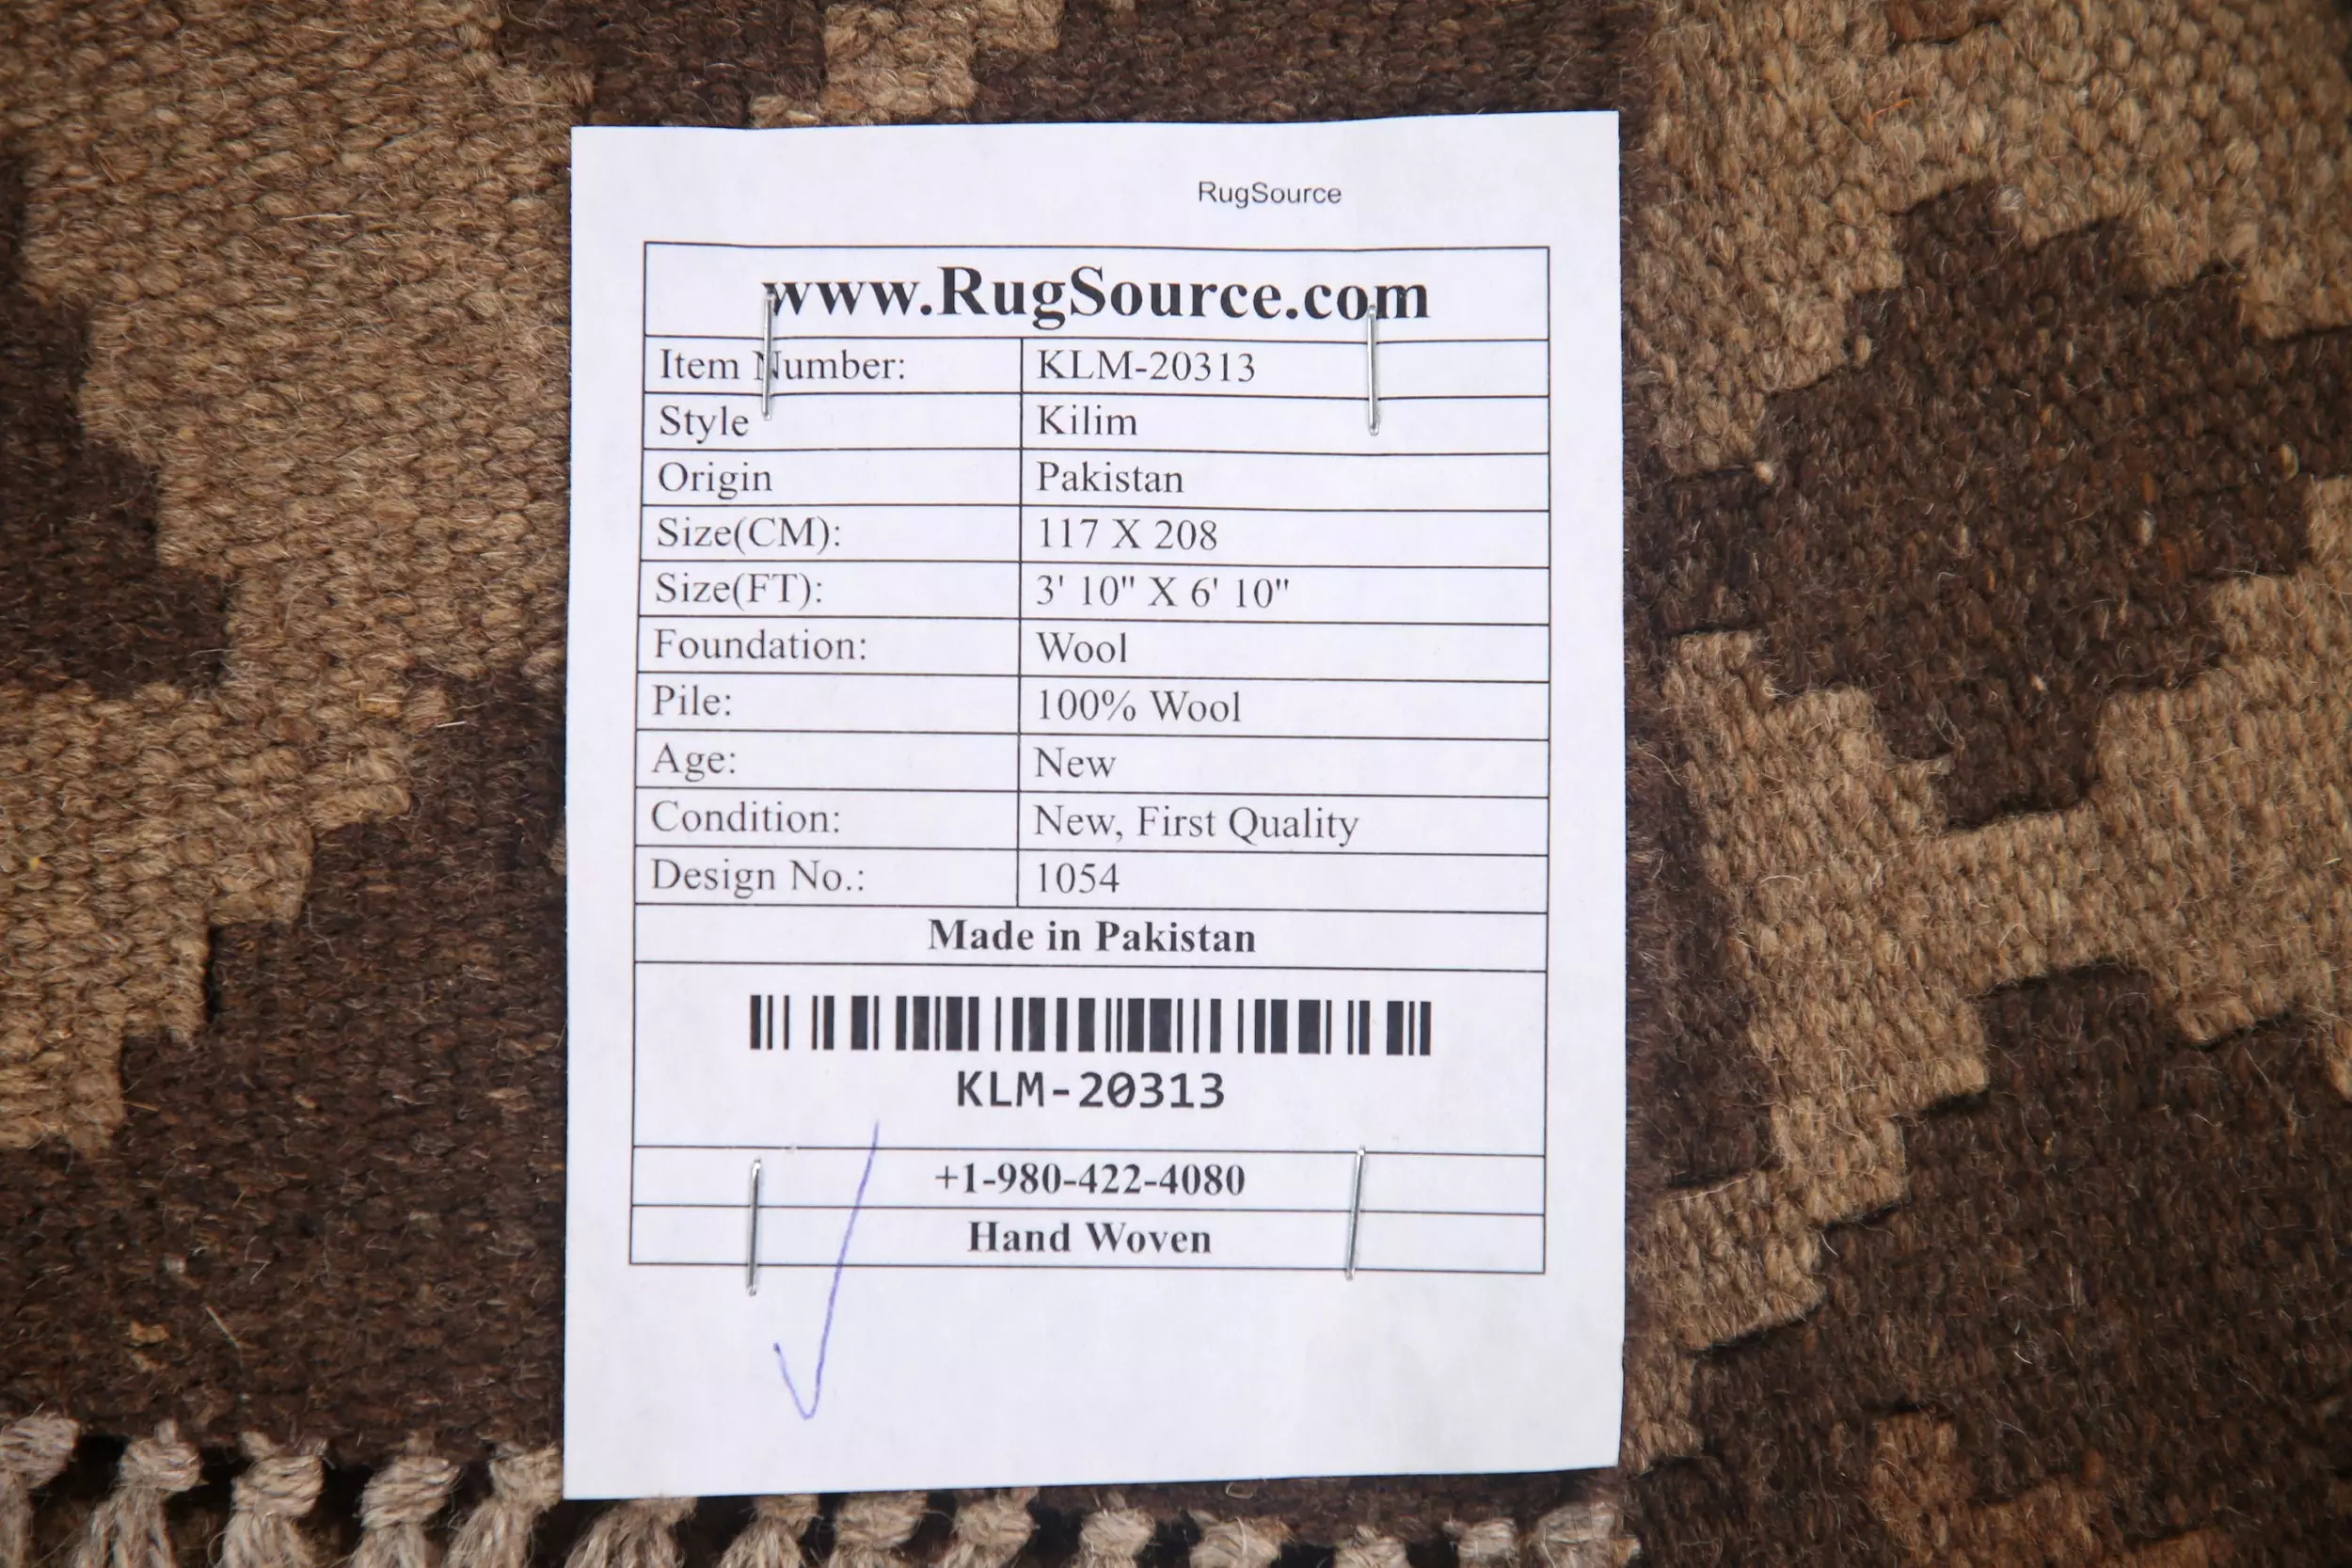 RugSource
www.RugSource.com
Item Number: KLM-20313
Style Kilim
Origin Pakistan
Size(CM): 117 X 208
Size(FT): 3' 10" X 6' 10"
Foundation: Wool
Pile: 100% Wool
Age: New
Condition: New, First Quality
Design No.: 1054
Made in Pakistan
KLM-20313
+1-980-422-4080
Hand Woven